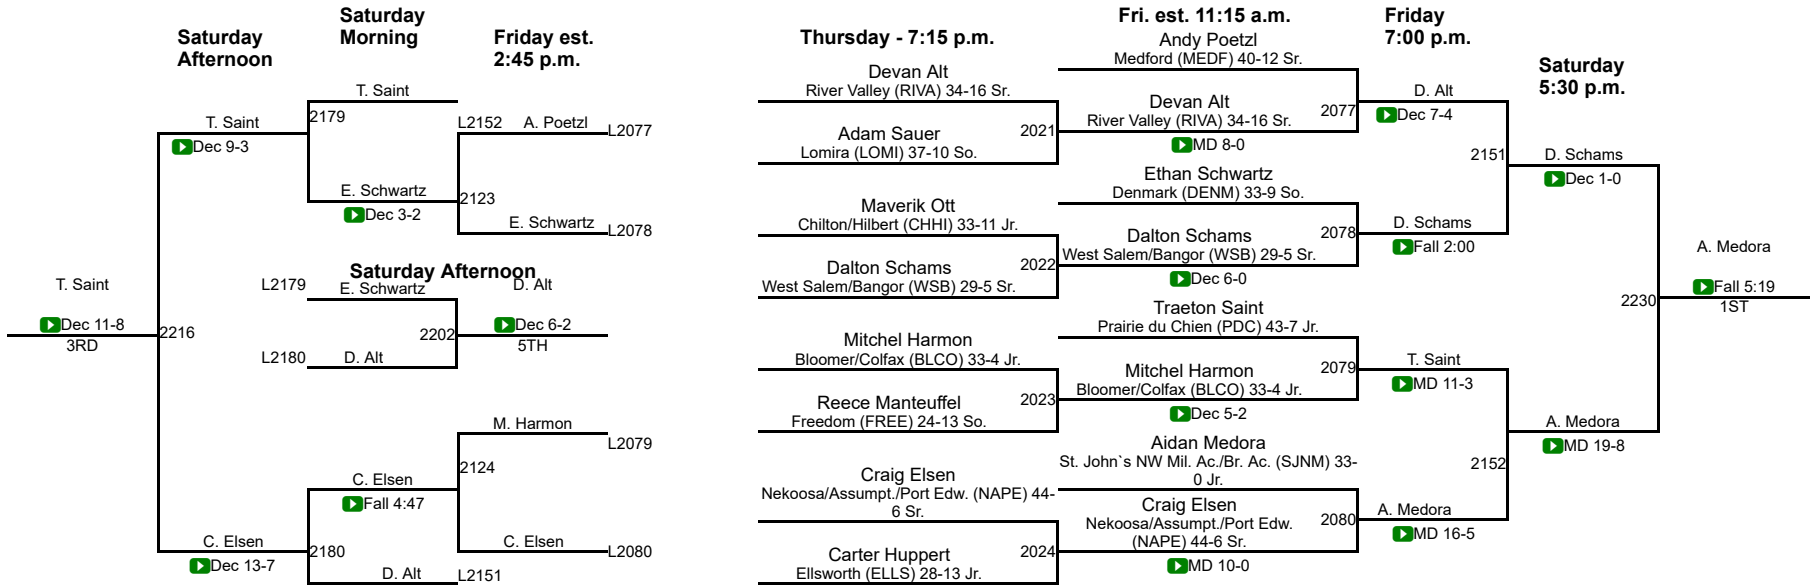 Saturday
Afternoon
Saturday
Morning
Friday est.
2:45 p.m.
T. Saint
2179
T. Saint
Dec 9-3
L2152
A. Poetzl
L2077
E. Schwartz
Dec 3-2
2123
E. Schwartz
L2078
T. Saint
Dec 11-8
3RD
2216
Saturday Afternoon
L2179
E. Schwartz
D. Alt
2202
Dec 6-2
5TH
L2180
D. Alt
M. Harmon
L2079
2124
C. Elsen
Fall 4:47
C. Elsen
Dec 13-7
2180
C. Elsen
L2080
D. Alt
L2151
Thursday - 7:15 p.m.
Devan Alt
River Valley (RIVA) 34-16 Sr.
2021
Adam Sauer
Lomira (LOMI) 37-10 So.
Maverik Ott
Chilton/Hilbert (CHHI) 33-11 Jr.
2022
Dalton Schams
West Salem/Bangor (WSB) 29-5 Sr.
Mitchel Harmon
Bloomer/Colfax (BLCO) 33-4 Jr.
2023
Reece Manteuffel
Freedom (FREE) 24-13 So.
Craig Elsen
Nekoosa/Assumpt./Port Edw. (NAPE) 44-
6 Sr.
2024
Carter Huppert
Ellsworth (ELLS) 28-13 Jr.
Fri. est. 11:15 a.m.
Andy Poetzl
Medford (MEDF) 40-12 Sr.
Devan Alt
River Valley (RIVA) 34-16 Sr.
2077
MD 8-0
Ethan Schwartz
Denmark (DENM) 33-9 So.
Dalton Schams
2078
West Salem/Bangor (WSB) 29-5 Sr.
Dec 6-0
Traeton Saint
Prairie du Chien (PDC) 43-7 Jr.
Mitchel Harmon
2079
Bloomer/Colfax (BLCO) 33-4 Jr.
Dec 5-2
Aidan Medora
St. John`s NW Mil. Ac./Br. Ac. (SJNM) 33-
0 Jr.
Craig Elsen
Nekoosa/Assumpt./Port Edw.
(NAPE) 44-6 Sr.
2080
MD 10-0
Friday
7:00 p.m.
D. Alt
Dec 7-4
2151
D. Schams
Fall 2:00
T. Saint
MD 11-3
2152
A. Medora
MD 16-5
Saturday
5:30 p.m.
D. Schams
Dec 1-0
2230
A. Medora
MD 19-8
A. Medora
Fall 5:19
1ST